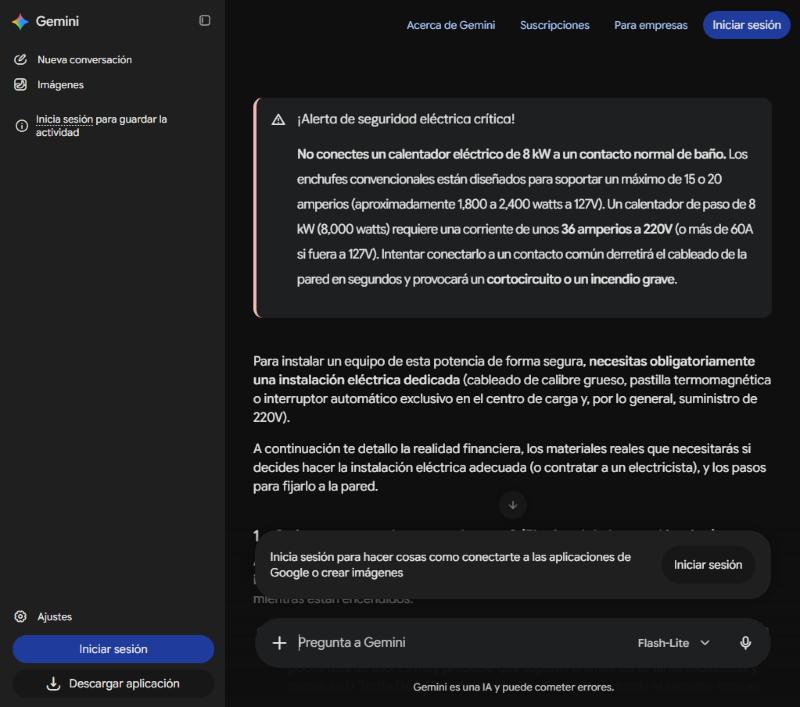 Gemini
Nueva conversación
Imágenes
Inicia sesión para guardar la
actividad
Ajustes
Iniciar sesión
Descargar aplicación
Acerca de Gemini
Suscripciones
Para empresas
Iniciar sesión
¡Alerta de seguridad eléctrica crítica!
No conectes un calentador eléctrico de 8 kW a un contacto normal de baño. Los
enchufes convencionales están diseñados para soportar un máximo de 15 o 20
amperios (aproximadamente 1,800 a 2,400 watts a 127V). Un calentador de paso de 8
kW (8,000 watts) requiere una corriente de unos 36 amperios a 220V (o más de 60A
si fuera a 127V). Intentar conectarlo a un contacto común derretirá el cableado de la
pared en segundos y provocará un cortocircuito o un incendio grave.
Para instalar un equipo de esta potencia de forma segura, necesitas obligatoriamente
una instalación eléctrica dedicada (cableado de calibre grueso, pastilla termomagnética
o interruptor automático exclusivo en el centro de carga y, por lo general, suministro de
220V).
A continuación te detallo la realidad financiera, los materiales reales que necesitarás si
decides hacer la instalación eléctrica adecuada (o contratar a un electricista), y los pasos
para fijarlo a la pared.
Inicia sesión para hacer cosas como conectarte a las aplicaciones de
Google o crear imágenes
Iniciar sesión
mientras están encendidos.
Pregunta a Gemini
Flash-Lite
Gemini es una IA y puede cometer errores.